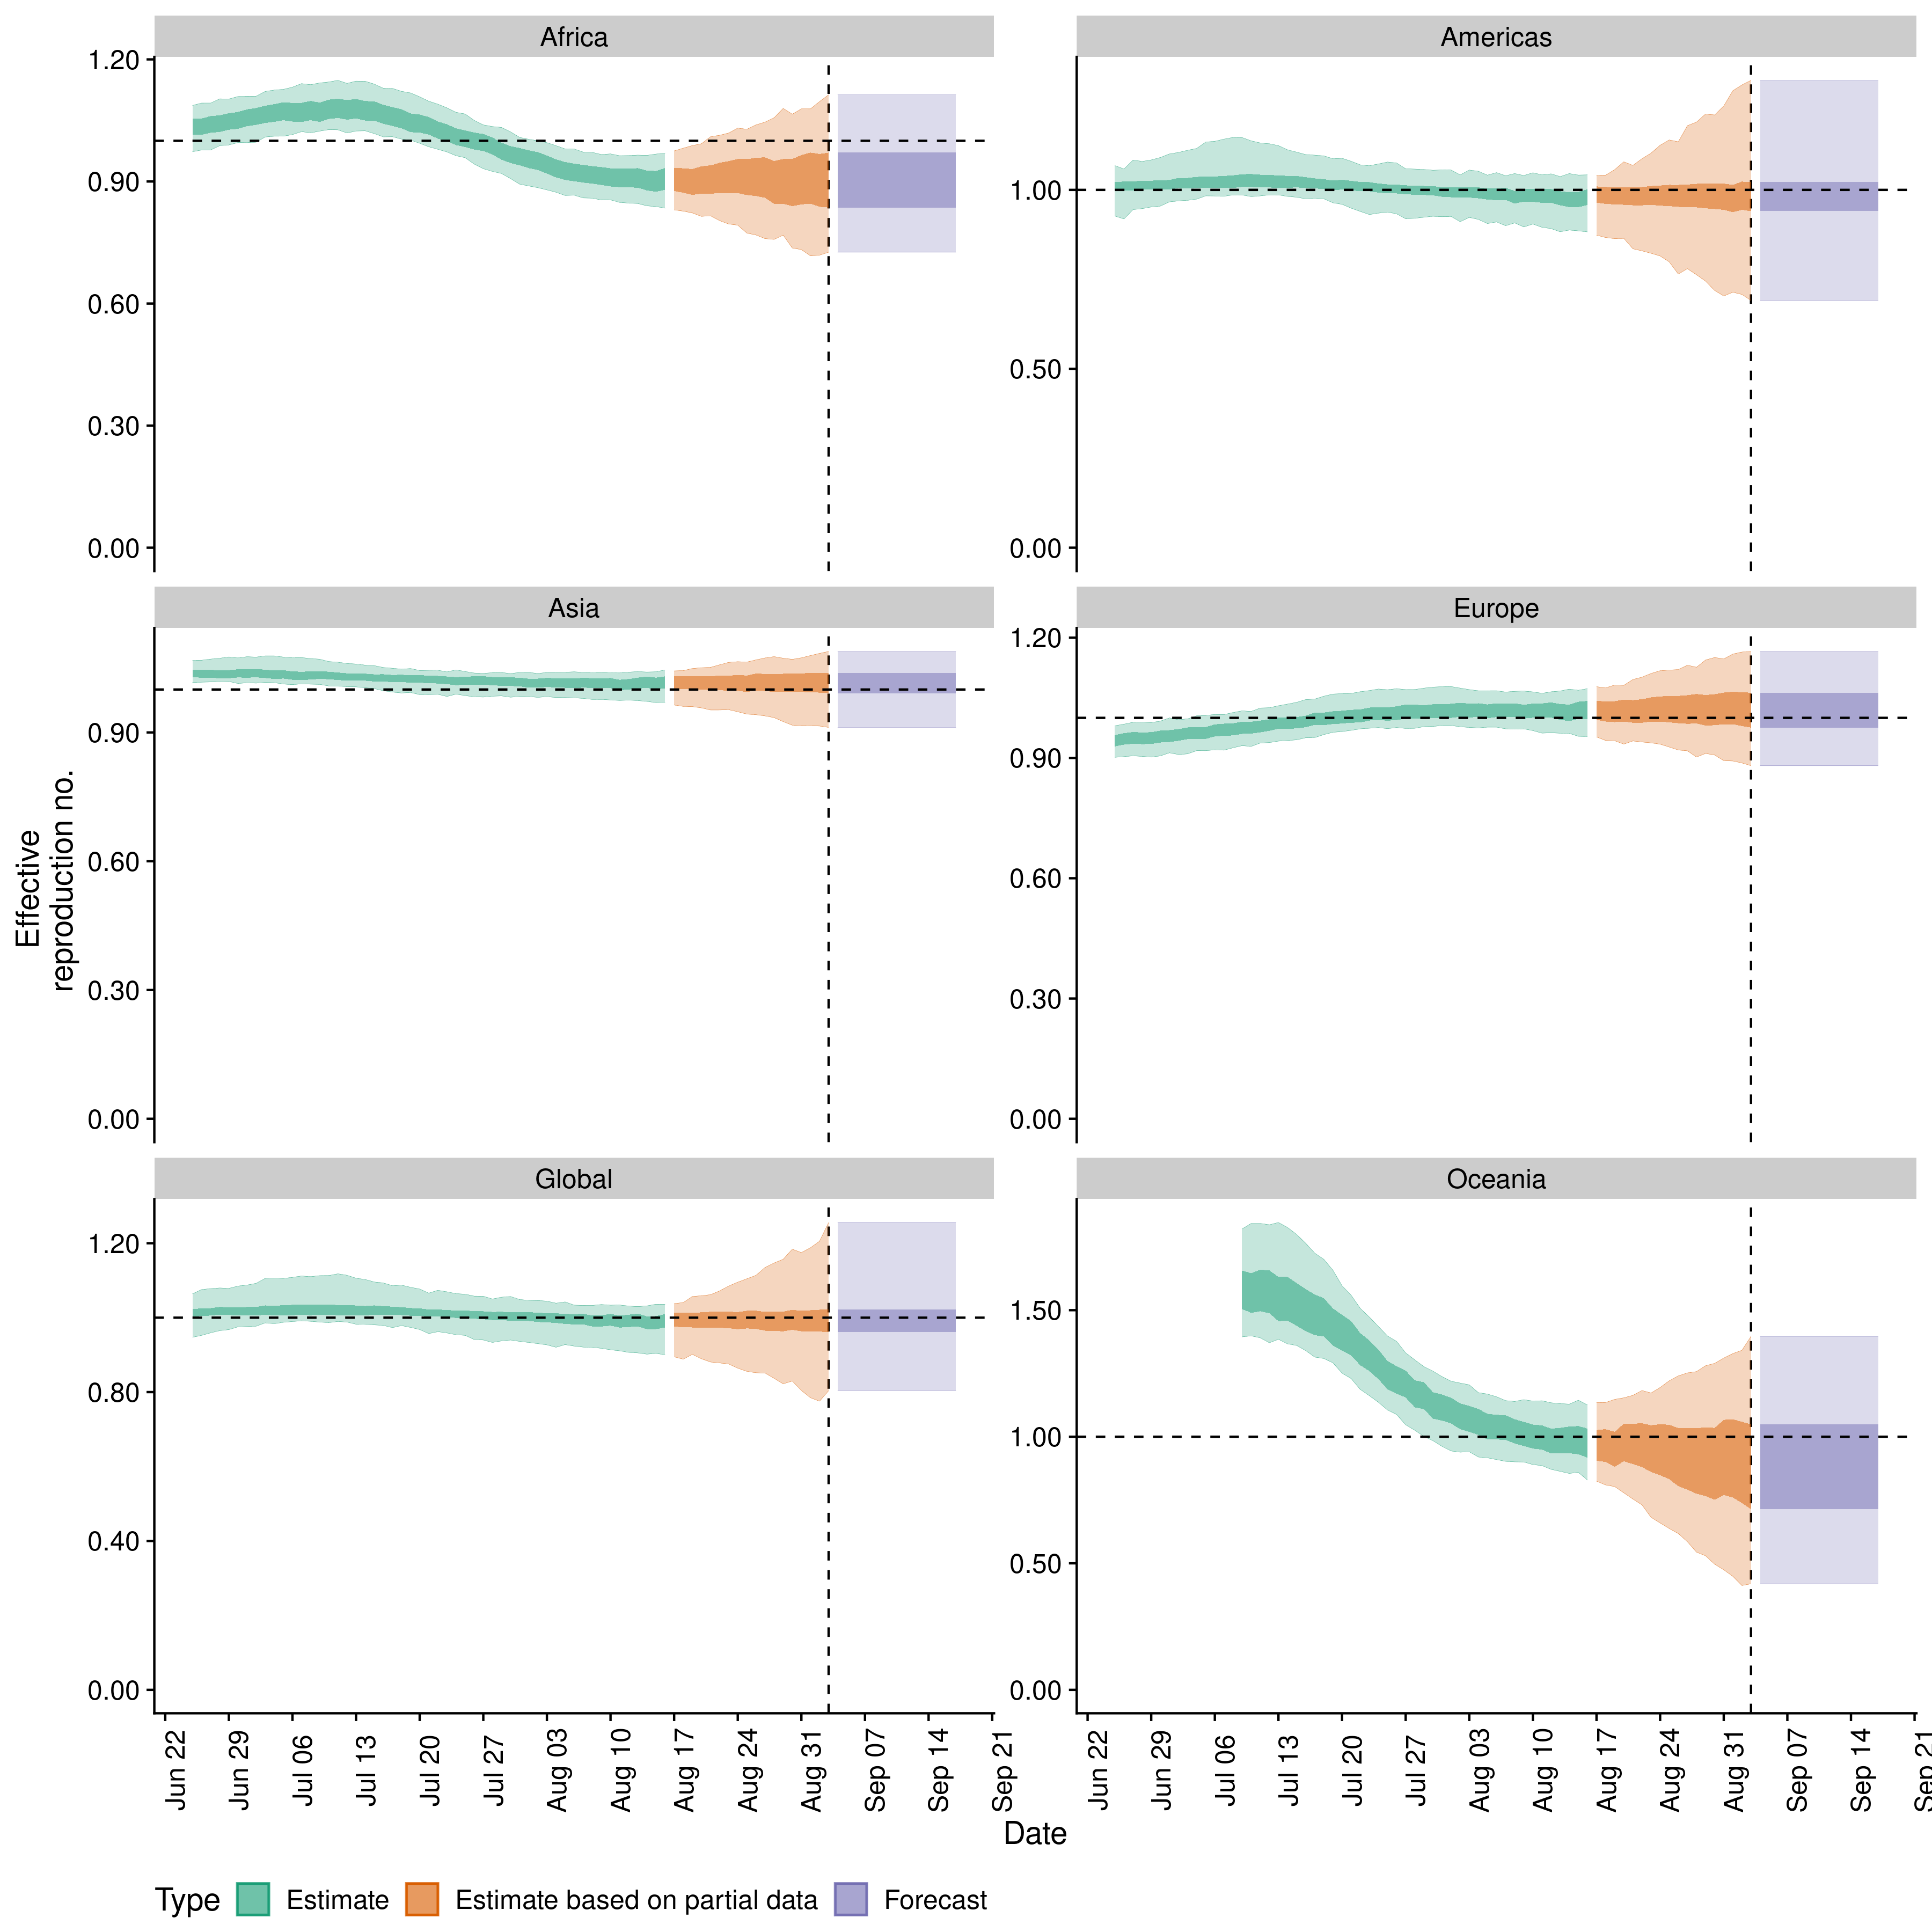 Africa
Americas
1.20
0.90
0.60
0.30
0.00
1.00
0.50
0.00
Asia
Europe
0.90
0.60
0.30
0.00
1.20
0.90
0.60
0.30
0.00
Global
Oceania
1.20
0.80
0.40
0.00
1.50
1.00
0.50
0.00
Effective
reproduction no.
Jun 22
Jun 29
Jul 06
Jul 13
Jul 20
Jul 27
Aug 03
Aug 10
Aug 17
Aug 24
Aug 31
Sep 07
Sep 14
Sep 21
Jun 22
Jun 29
Jul 06
Jul 13
Jul 20
Jul 27
Aug 03
Aug 10
Aug 17
Aug 24
Aug 31
Sep 07
Sep 14
Sep 21
Date
Type Estimate Estimate based on partial data Forecast